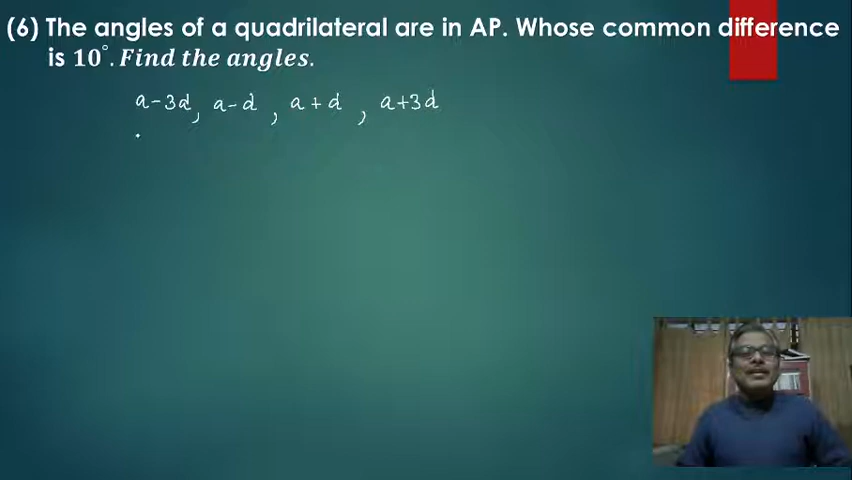 (6) The angles of a quadrilateral are in AP. Whose common difference
is 10°. Find the angles.
a-3d, a-d, a+d, a+3d